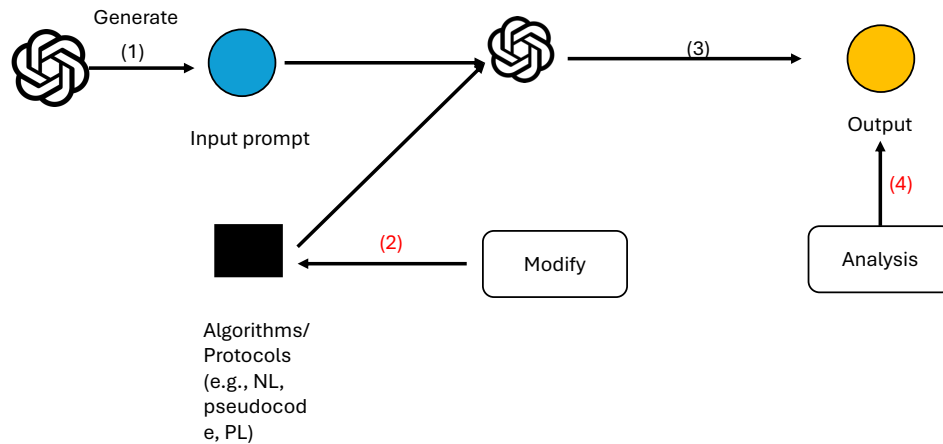 Generate
(1)
(3)
Input prompt
Output
(4)
(2)
Modify
Analysis
Algorithms/
Protocols
(e.g., NL,
pseudocod
e, PL)